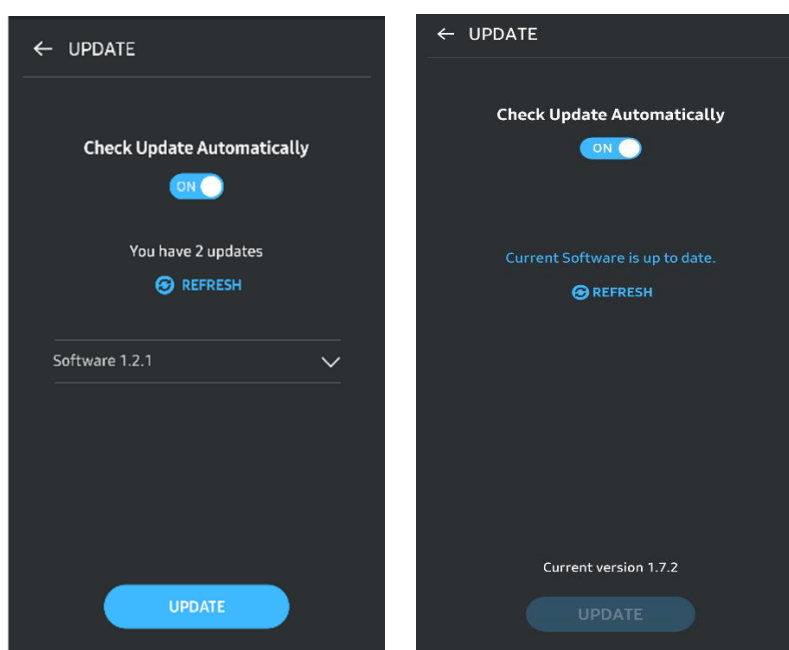 UPDATE
Check Update Automatically
ON
You have 2 updates
REFRESH
Software 1.2.1
UPDATE
UPDATE
Check Update Automatically
ON
Current Software is up to date.
REFRESH
Current version 1.7.2
UPDATE